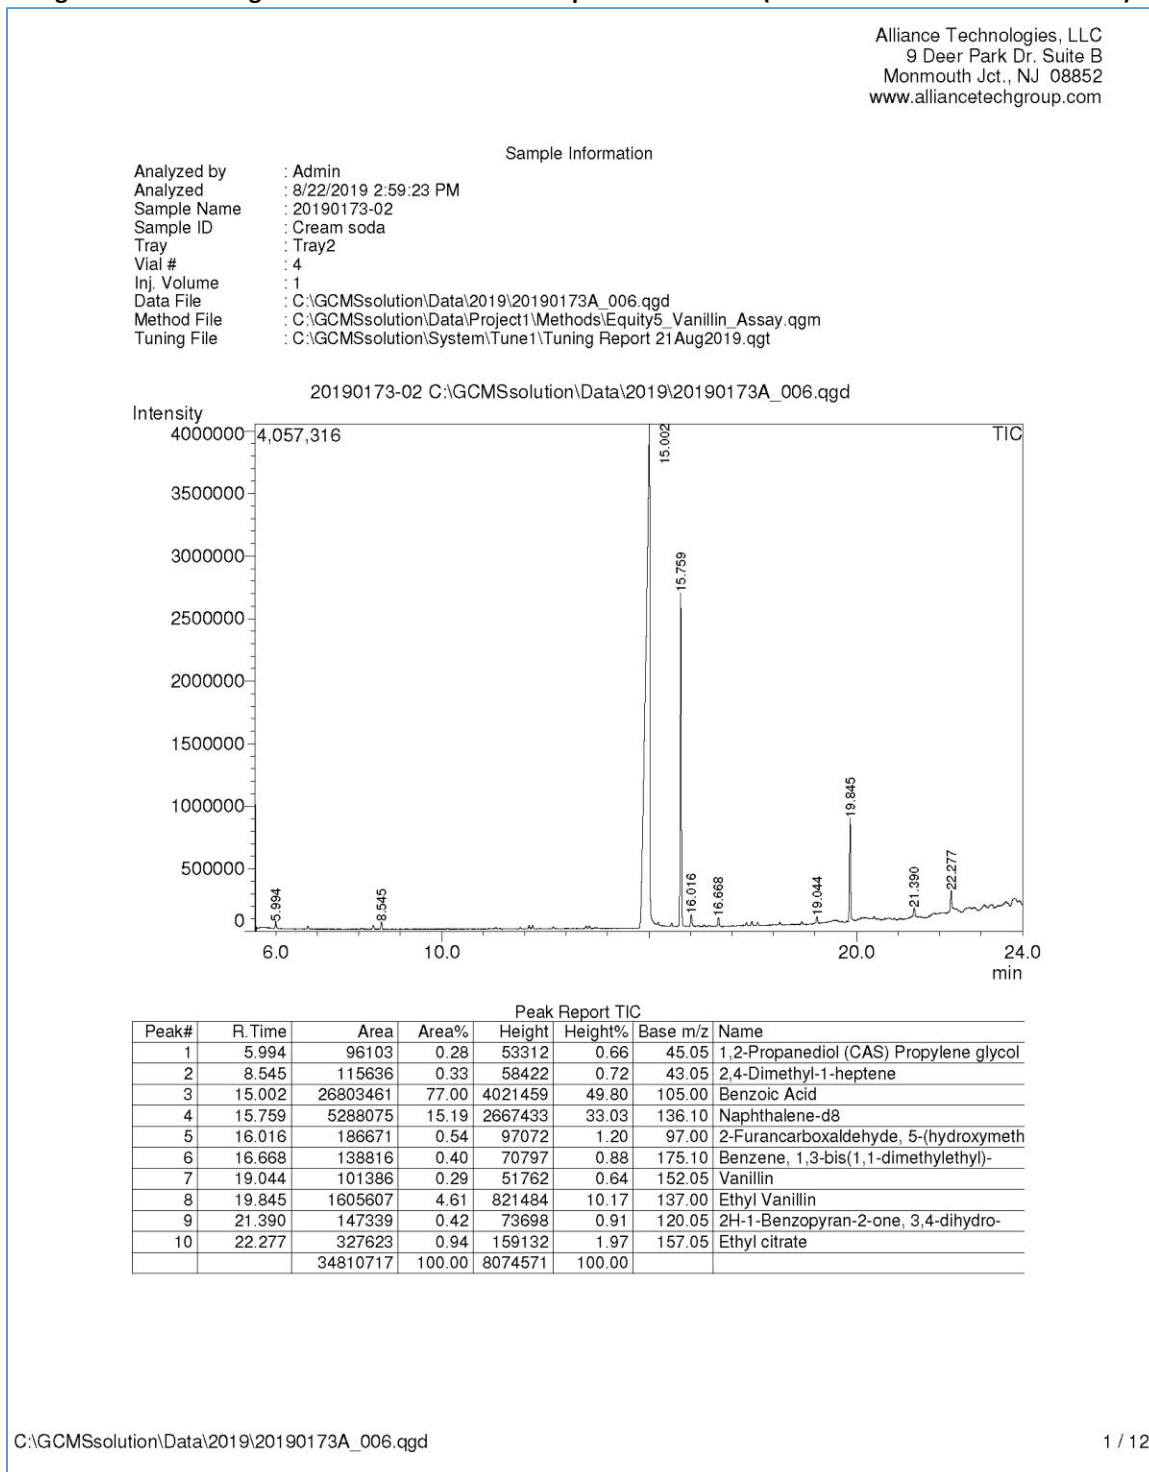 Alliance Technologies, LLC
9 Deer Park Dr. Suite B
Monmouth Jct., NJ 08852
www.alliancetechgroup.com
Sample Information
Analyzed by : Admin
Analyzed : 8/22/2019 2:59:23 PM
Sample Name : 20190173-02
Sample ID : Cream soda
Tray : Tray2
Vial # : 4
Inj. Volume : 1
Data File : C:\GCMSsolution\Data\2019\20190173A_006.qgd
Method File : C:\GCMSsolution\Data\Project1\Methods\Equity5_Vanillin_Assay.qgm
Tuning File : C:\GCMSsolution\System\Tune1\Tuning Report 21Aug2019.qgt
20190173-02 C:\GCMSsolution\Data\2019\20190173A_006.qgd
Intensity
4000000 4,057,316 TIC
15.002
3500000
3000000
15.759
2500000
2000000
1500000
1000000
19.845
500000
22.277
21.390
16.016
16.668
19.044
5.994
8.545
0
6.0 10.0 20.0 24.0
min
Peak Report TIC
Peak# R.Time Area Area% Height Height% Base m/z Name
1 5.994 96103 0.28 53312 0.66 45.05 1,2-Propanediol (CAS) Propylene glycol
2 8.545 115636 0.33 58422 0.72 43.05 2,4-Dimethyl-1-heptene
3 15.002 26803461 77.00 4021459 49.80 105.00 Benzoic Acid
4 15.759 5288075 15.19 2667433 33.03 136.10 Naphthalene-d8
5 16.016 186671 0.54 97072 1.20 97.00 2-Furancarboxaldehyde, 5-(hydroxymeth
6 16.668 138816 0.40 70797 0.88 175.10 Benzene, 1,3-bis(1,1-dimethylethyl)-
7 19.044 101386 0.29 51762 0.64 152.05 Vanillin
8 19.845 1605607 4.61 821484 10.17 137.00 Ethyl Vanillin
9 21.390 147339 0.42 73698 0.91 120.05 2H-1-Benzopyran-2-one, 3,4-dihydro-
10 22.277 327623 0.94 159132 1.97 157.05 Ethyl citrate
34810717 100.00 8074571 100.00
C:\GCMSsolution\Data\2019\20190173A_006.qgd 1 / 12